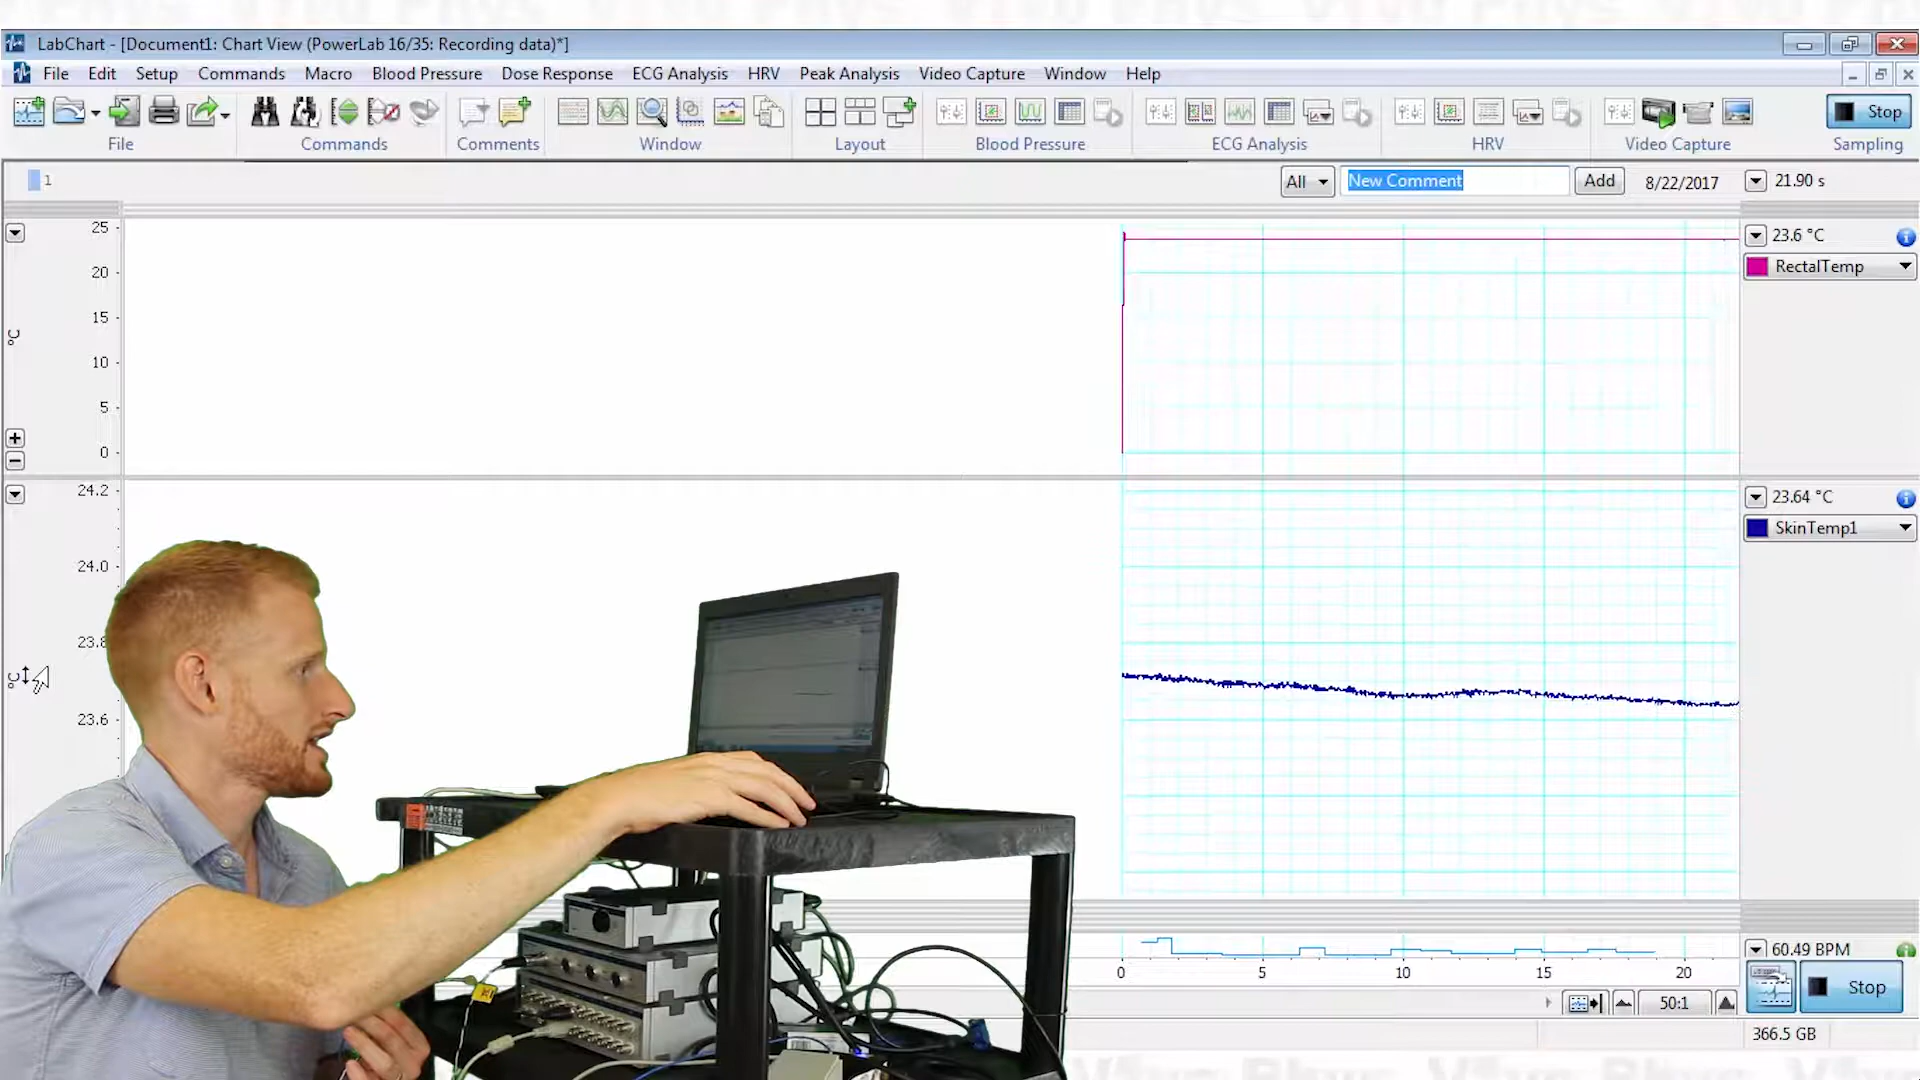 LabChart - [Document1: Chart View (PowerLab 16/35: Recording data)*]
File Edit Setup Commands Macro Blood Pressure Dose Response ECG Analysis HRV Peak Analysis Video Capture Window Help
Stop
File Commands Comments Window Layout Blood Pressure ECG Analysis HRV Video Capture Sampling
1 All New Comment Add 8/22/2017 21.90 s
25
20
15
10
5
0
°C
23.6 °C
RectalTemp
24.2
24.0
23.8
23.6
°C
23.64 °C
SkinTemp1
60.49 BPM
0 5 10 15 20
Stop
50:1
366.5 GB